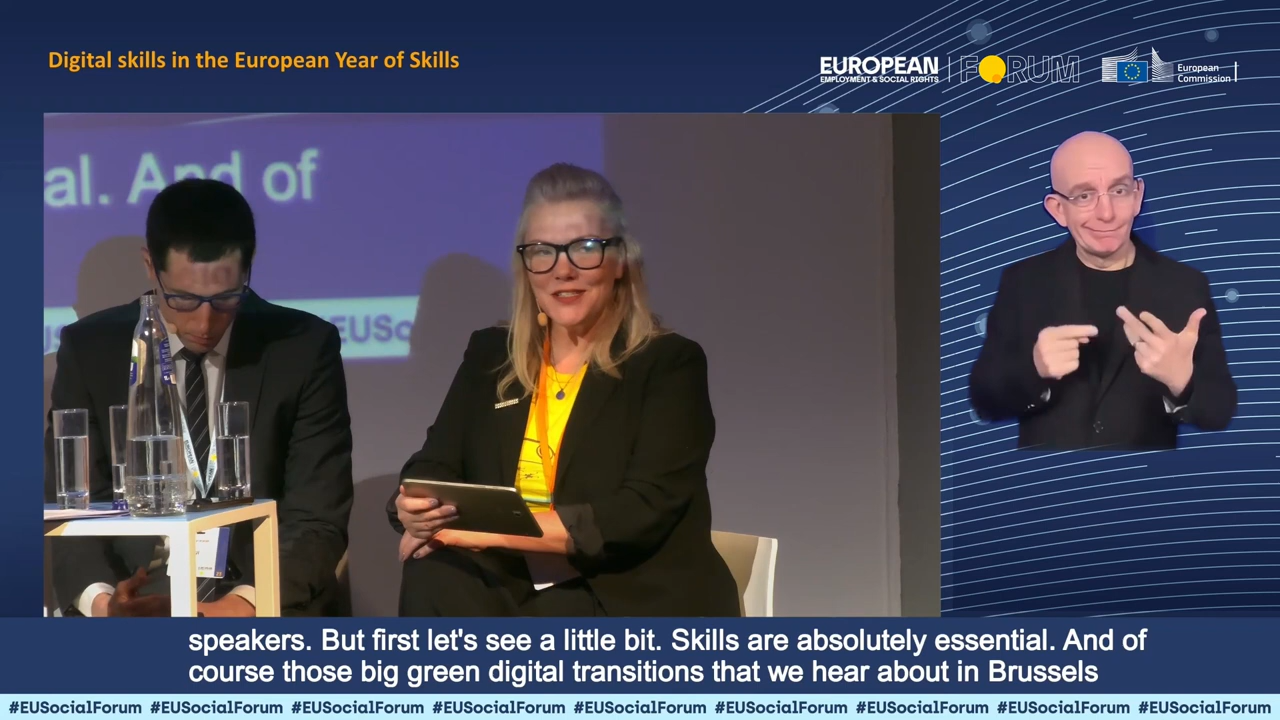 Digital skills in the European Year of Skills
EUROPEAN
EMPLOYMENT & SOCIAL RIGHTS
FORUM
European
Commission
al. And of
EUSo
speakers. But first let's see a little bit. Skills are absolutely essential. And of
course those big green digital transitions that we hear about in Brussels
#EUSocialForum #EUSocialForum #EUSocialForum #EUSocialForum #EUSocialForum #EUSocialForum #EUSocialForum #EUSocialForum #EUSocialForum